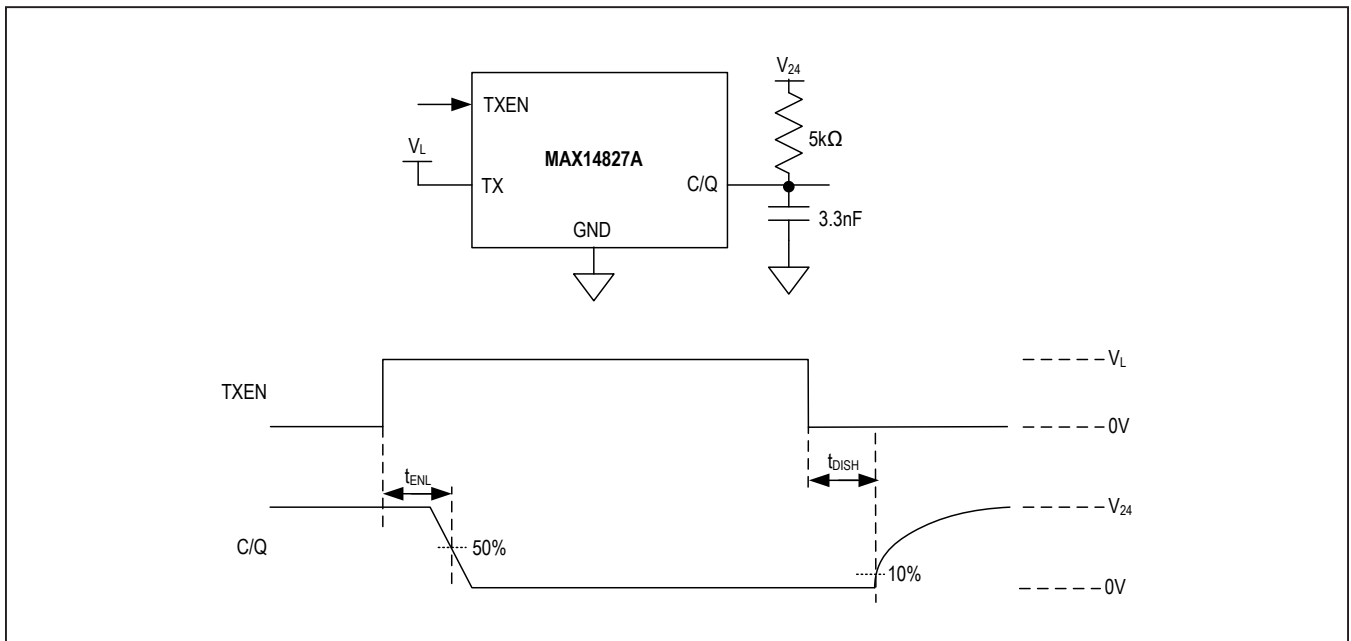 V24
TXEN
5kΩ
VL
MAX14827A
TX
C/Q
3.3nF
GND
VL
TXEN
0V
tENL
tDISH
V24
C/Q
50%
10%
0V